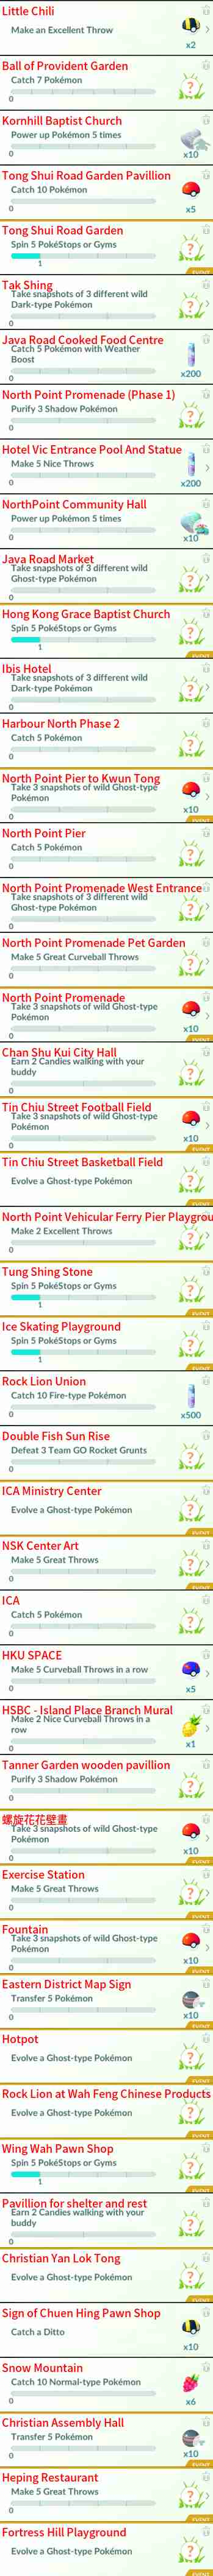 Little Chili
Make an Excellent Throw
x2
Ball of Provident Garden
Catch 7 Pokémon
?
0
Kornhill Baptist Church
Power up Pokémon 5 times
0
x10
Tong Shui Road Garden Pavillion
Catch 10 Pokémon
0
x5
Tong Shui Road Garden
Spin 5 PokéStops or Gyms
?
1
EVENT
Tak Shing
Take snapshots of 3 different wild
Dark-type Pokémon
?
0
Java Road Cooked Food Centre
Catch 5 Pokémon with Weather
Boost
0
x200
North Point Promenade (Phase 1)
Purify 3 Shadow Pokémon
?
0
Hotel Vic Entrance Pool And Statue
Make 5 Nice Throws
0
x200
NorthPoint Community Hall
Power up Pokémon 5 times
0
x10
Java Road Market
Take snapshots of 3 different wild
Ghost-type Pokémon
?
0
Hong Kong Grace Baptist Church
Spin 5 PokéStops or Gyms
?
1
EVENT
Ibis Hotel
Take snapshots of 3 different wild
Dark-type Pokémon
?
0
Harbour North Phase 2
Catch 5 Pokémon
?
0
North Point Pier to Kwun Tong
Take 3 snapshots of wild Ghost-type
Pokémon
0
x10
EVENT
North Point Pier
Catch 5 Pokémon
?
0
North Point Promenade West Entrance
Take snapshots of 3 different wild
Ghost-type Pokémon
?
0
North Point Promenade Pet Garden
Make 5 Great Curveball Throws
?
0
North Point Promenade
Take 3 snapshots of wild Ghost-type
Pokémon
0
x10
EVENT
Chan Shu Kui City Hall
Earn 2 Candies walking with your
buddy
?
0
EVENT
Tin Chiu Street Football Field
Take 3 snapshots of wild Ghost-type
Pokémon
0
x10
EVENT
Tin Chiu Street Basketball Field
Evolve a Ghost-type Pokémon
?
EVENT
North Point Vehicular Ferry Pier Playgrou
Make 2 Excellent Throws
?
0
EVENT
Tung Shing Stone
Spin 5 PokéStops or Gyms
?
1
EVENT
Ice Skating Playground
Spin 5 PokéStops or Gyms
?
1
EVENT
Rock Lion Union
Catch 10 Fire-type Pokémon
0
x500
Double Fish Sun Rise
Defeat 3 Team GO Rocket Grunts
?
0
ICA Ministry Center
Evolve a Ghost-type Pokémon
?
EVENT
NSK Center Art
Make 5 Great Throws
?
0
ICA
Catch 5 Pokémon
?
0
HKU SPACE
Make 5 Curveball Throws in a row
0
x5
HSBC - Island Place Branch Mural
Make 2 Nice Curveball Throws in a
row
0
x1
Tanner Garden wooden pavillion
Purify 3 Shadow Pokémon
?
0
螺旋花花壁畫
Take 3 snapshots of wild Ghost-type
Pokémon
0
x10
EVENT
Exercise Station
Make 5 Great Throws
?
0
EVENT
Fountain
Take 3 snapshots of wild Ghost-type
Pokémon
0
x10
EVENT
Eastern District Map Sign
Transfer 5 Pokémon
0
x10
EVENT
Hotpot
Evolve a Ghost-type Pokémon
?
EVENT
Rock Lion at Wah Feng Chinese Products
Evolve a Ghost-type Pokémon
?
EVENT
Wing Wah Pawn Shop
Spin 5 PokéStops or Gyms
?
1
EVENT
Pavillion for shelter and rest
Earn 2 Candies walking with your
buddy
?
0
EVENT
Christian Yan Lok Tong
Evolve a Ghost-type Pokémon
?
EVENT
Sign of Chuen Hing Pawn Shop
Catch a Ditto
x10
Snow Mountain
Catch 10 Normal-type Pokémon
0
x6
Christian Assembly Hall
Transfer 5 Pokémon
0
x10
EVENT
Heping Restaurant
Make 5 Great Throws
?
0
EVENT
Fortress Hill Playground
Evolve a Ghost-type Pokémon
?
EVENT